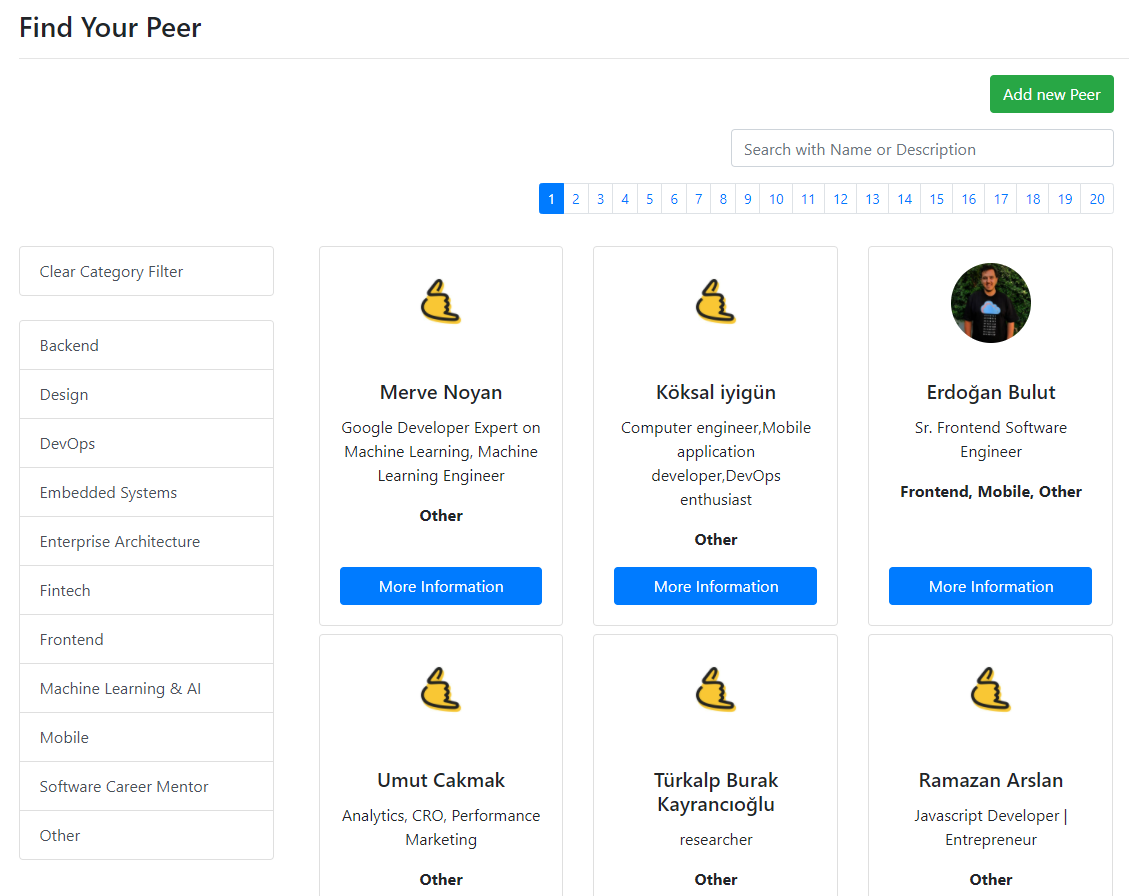 Find Your Peer
Add new Peer
Search with Name or Description
1 2 3 4 5 6 7 8 9 10 11 12 13 14 15 16 17 18 19 20
Clear Category Filter
Backend
Design
DevOps
Embedded Systems
Enterprise Architecture
Fintech
Frontend
Machine Learning & AI
Mobile
Software Career Mentor
Other
Merve Noyan
Google Developer Expert on
Machine Learning, Machine
Learning Engineer
Other
More Information
Köksal iyigün
Computer engineer,Mobile
application
developer,DevOps
enthusiast
Other
More Information
Erdoğan Bulut
Sr. Frontend Software
Engineer
Frontend, Mobile, Other
More Information
Umut Cakmak
Analytics, CRO, Performance
Marketing
Other
Türkalp Burak
Kayrancıoğlu
researcher
Other
Ramazan Arslan
Javascript Developer |
Entrepreneur
Other